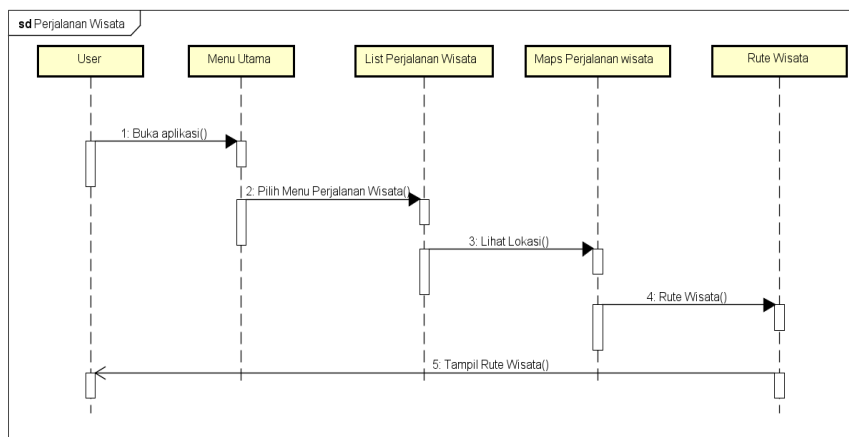 sd Perjalanan Wisata
User
Menu Utama
List Perjalanan Wisata
Maps Perjalanan wisata
Rute Wisata
1: Buka aplikasi()
2: Pilih Menu Perjalanan Wisata()
3: Lihat Lokasi()
4: Rute Wisata()
5: Tampil Rute Wisata()